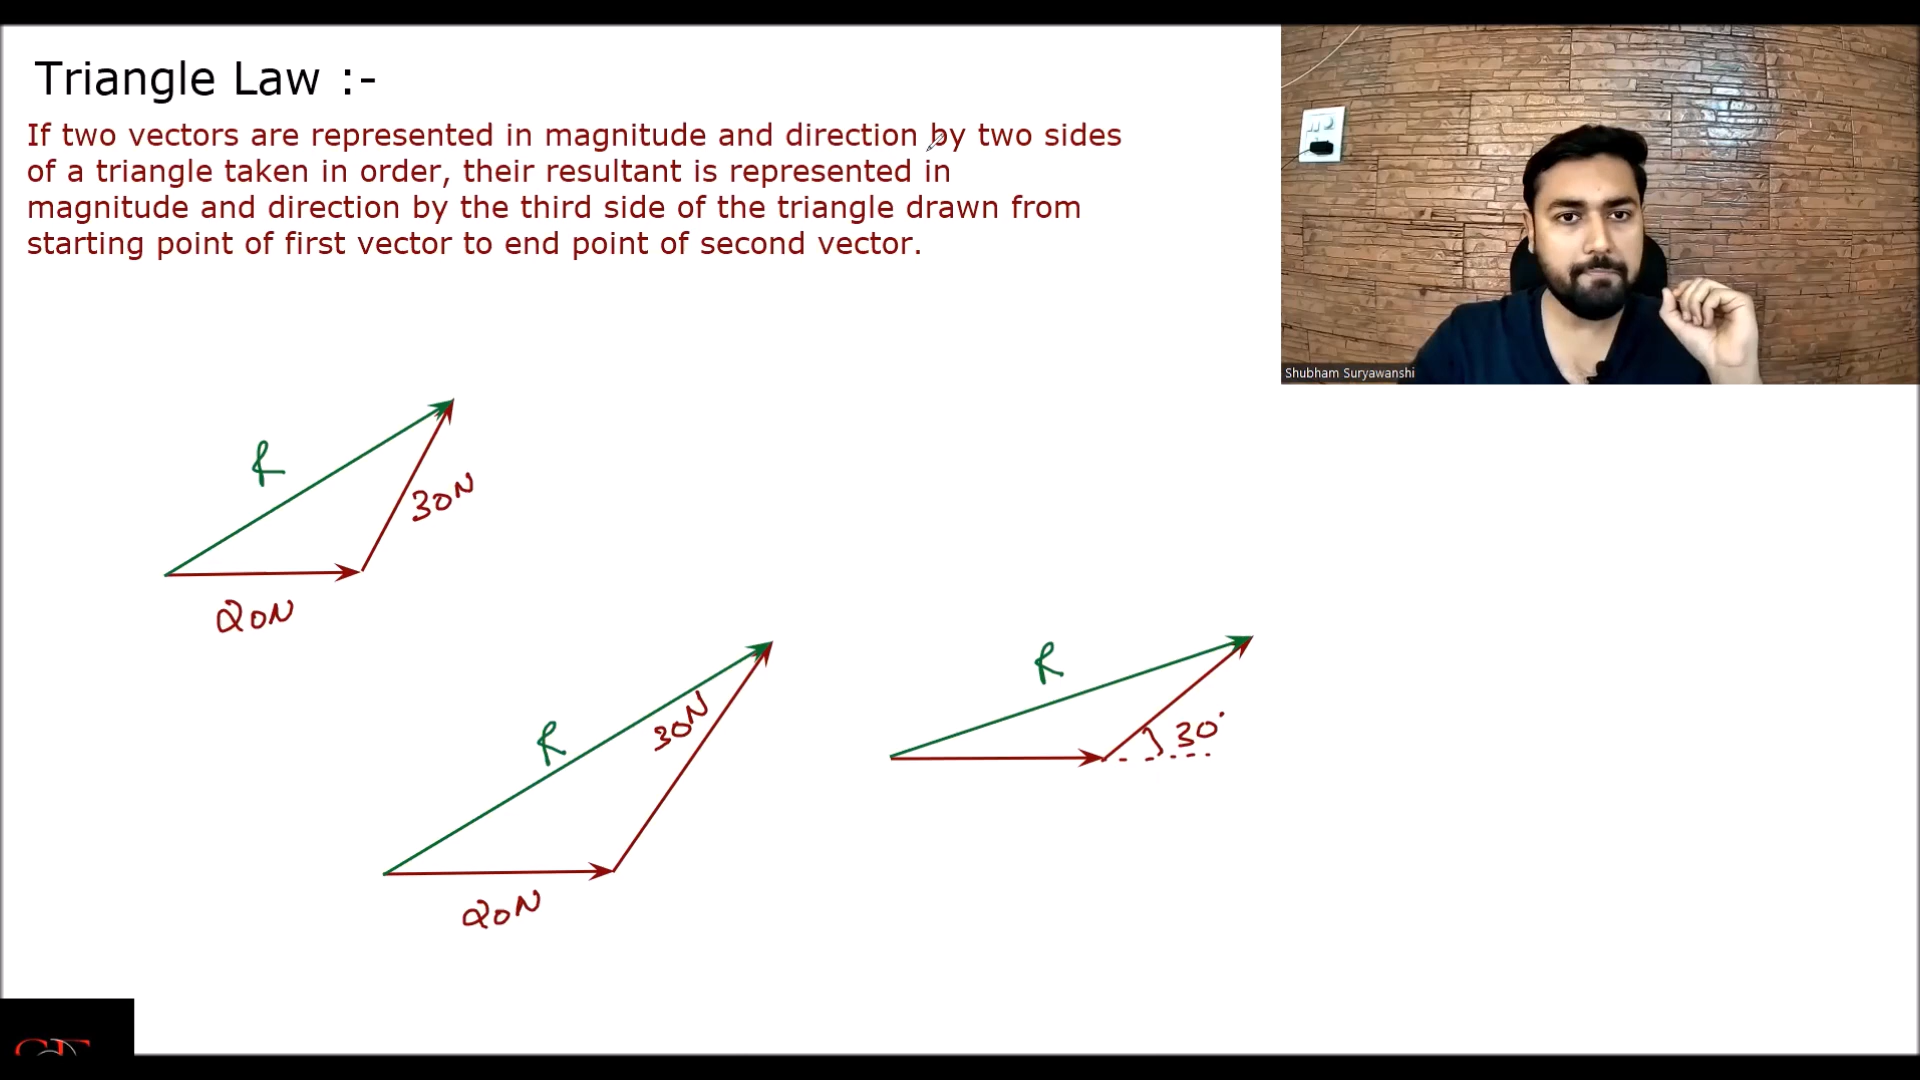 Triangle Law :-
If two vectors are represented in magnitude and direction by two sides
of a triangle taken in order, their resultant is represented in
magnitude and direction by the third side of the triangle drawn from
starting point of first vector to end point of second vector.
Shubham Suryawanshi
R
30N
20N
R
30N
20N
R
30°